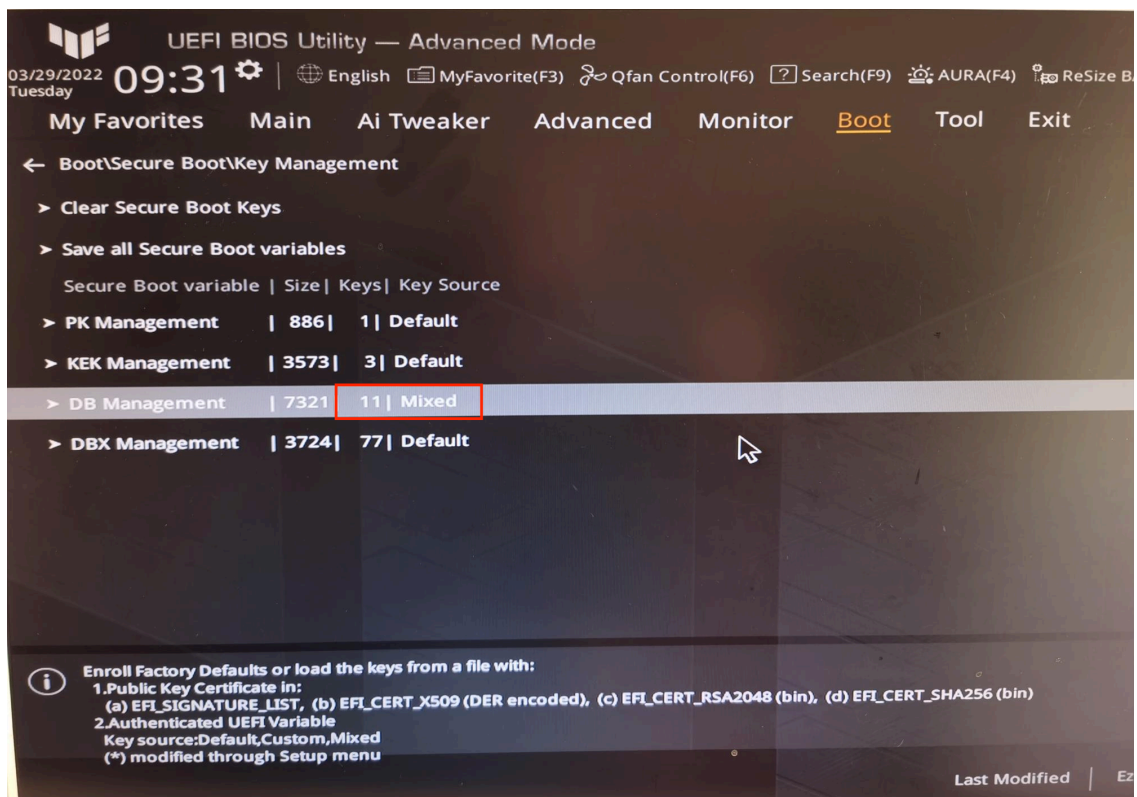 UEFI BIOS Utility — Advanced Mode
03/29/2022 Tuesday 09:31 English MyFavorite(F3) Qfan Control(F6) ? Search(F9) AURA(F4) ReSize
My Favorites Main Ai Tweaker Advanced Monitor Boot Tool Exit
← Boot\Secure Boot\Key Management
> Clear Secure Boot Keys
> Save all Secure Boot variables
Secure Boot variable | Size| Keys| Key Source
> PK Management | 886| 1| Default
> KEK Management | 3573| 3| Default
> DB Management | 7321 11| Mixed
> DBX Management | 3724| 77| Default
Enroll Factory Defaults or load the keys from a file with:
1.Public Key Certificate in:
(a) EFI_SIGNATURE_LIST, (b) EFI_CERT_X509 (DER encoded), (c) EFI_CERT_RSA2048 (bin), (d) EFI_CERT_SHA256 (bin)
2.Authenticated UEFI Variable
Key source:Default,Custom,Mixed
(*) modified through Setup menu
Last Modified | Ez